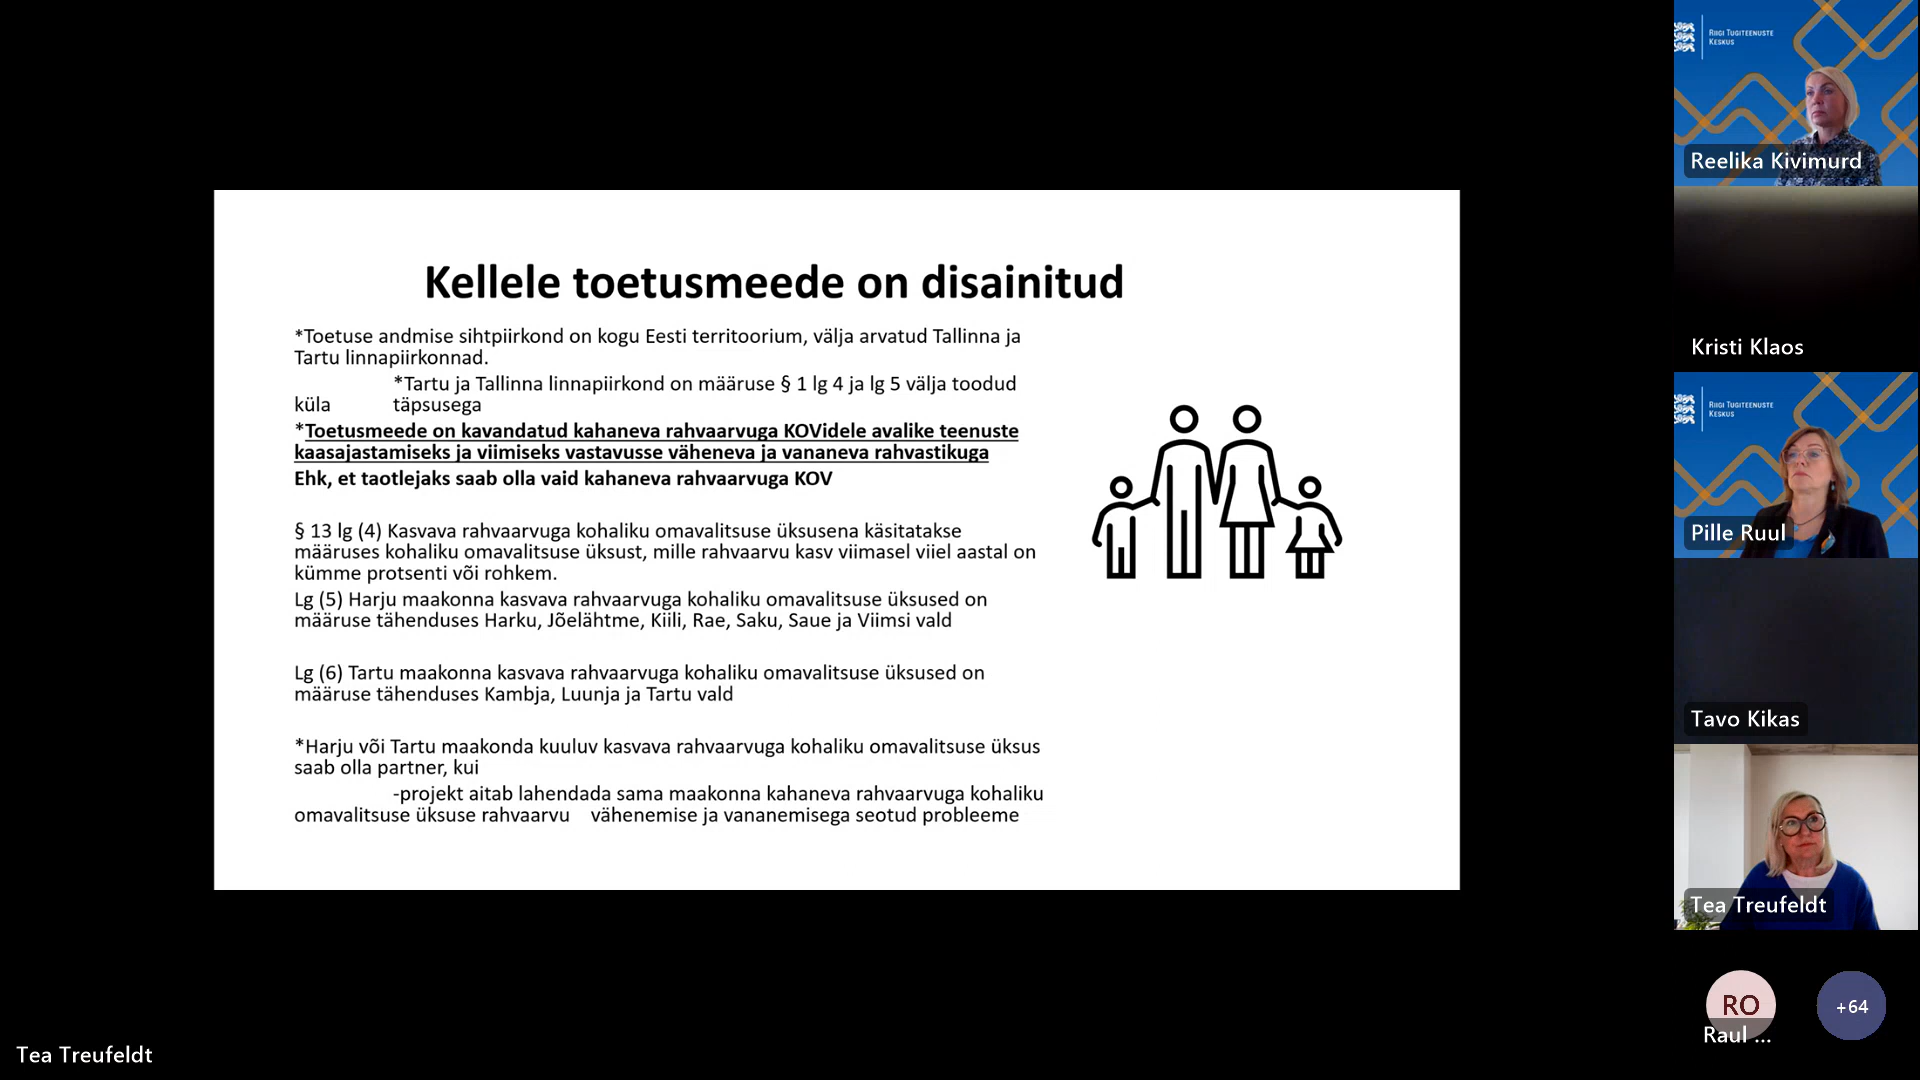 Kellele toetusmeede on disainitud
*Toetuse andmise sihtpiirkond on kogu Eesti territoorium, välja arvatud Tallinna ja
Tartu linnapiirkonnad.
*Tartu ja Tallinna linnapiirkond on määruse § 1 lg 4 ja lg 5 välja toodud
küla täpsusega
*Toetusmeede on kavandatud kahaneva rahvaarvuga KOVidele avalike teenuste
kaasajastamiseks ja viimiseks vastavusse väheneva ja vananeva rahvastikuga
Ehk, et taotlejaks saab olla vaid kahaneva rahvaarvuga KOV
§ 13 lg (4) Kasvava rahvaarvuga kohaliku omavalitsuse üksusena käsitatakse
määruses kohaliku omavalitsuse üksust, mille rahvaarvu kasv viimasel viiel aastal on
kümme protsenti või rohkem.
Lg (5) Harju maakonna kasvava rahvaarvuga kohaliku omavalitsuse üksused on
määruse tähenduses Harku, Jõelähtme, Kiili, Rae, Saku, Saue ja Viimsi vald
Lg (6) Tartu maakonna kasvava rahvaarvuga kohaliku omavalitsuse üksused on
määruse tähenduses Kambja, Luunja ja Tartu vald
*Harju või Tartu maakonda kuuluv kasvava rahvaarvuga kohaliku omavalitsuse üksus
saab olla partner, kui
-projekt aitab lahendada sama maakonna kahaneva rahvaarvuga kohaliku
omavalitsuse üksuse rahvaarvu vähenemise ja vananemisega seotud probleeme
Riigi Tugiteenuste
Keskus
Reelika Kivimurd
Kristi Klaos
Riigi Tugiteenuste
Keskus
Pille Ruul
Tavo Kikas
Tea Treufeldt
RO
Raul ...
+64
Tea Treufeldt